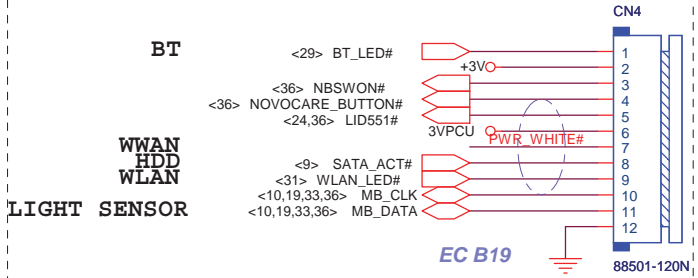 CN4
BT <29> BT_LED# 1
+3V 2
<36> NBSWON# 3
<36> NOVOCARE_BUTTON# 4
<24,36> LID551# 5
3VPCU 6
WWAN PWR_WHITE# 7
HDD <9> SATA_ACT# 8
WLAN <31> WLAN_LED# 9
<10,19,33,36> MB_CLK 10
LIGHT SENSOR <10,19,33,36> MB_DATA 11
12
EC B19
88501-120N